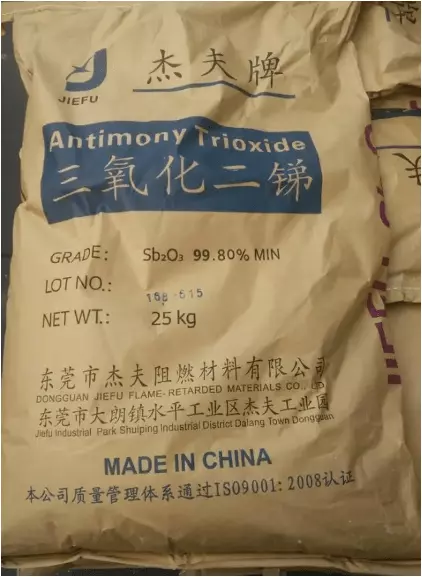 杰夫牌
JIEFU
Antimony Trioxide
三氧化二锑
GRADE: Sb₂O₃ 99.80% MIN
LOT NO.:
NET WT.: 25 kg
东莞市杰夫阻燃材料有限公司
DONGGUAN JIEFU FLAME-RETARDED MATERIALS CO., LTD
东莞市大朗镇水平工业区杰夫工业园
Jiefu Industrial Park Shuiping Industrial District Dalang Town Dongguan
MADE IN CHINA
本公司质量管理体系通过ISO9001:2008认证